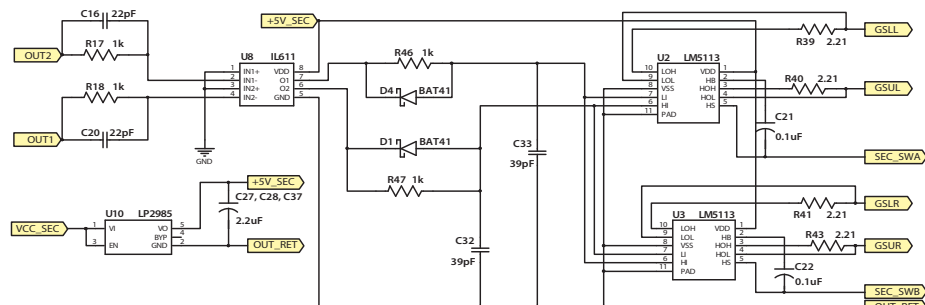 C16 22pF
OUT2
R17 1k
R18 1k
OUT1
C20 22pF
U8 IL611
1 IN1+ VDD 8
2 IN1- O1 7
3 IN2+ O2 6
4 IN2- GND 5
GND
+5V_SEC
R46 1k
D4 BAT41
D1 BAT41
R47 1k
C33
39pF
C32
39pF
U2 LM5113
10 LOH VDD 1
9 LOL HB 2
8 VSS HOH 3
7 LI HOL 4
6 HI HS 5
11 PAD
R39 2.21
GSLL
R40 2.21
GSUL
C21
0.1uF
SEC_SWA
U3 LM5113
10 LOH VDD 1
9 LOL HB 2
8 VSS HOH 3
7 LI HOL 4
6 HI HS 5
11 PAD
R41 2.21
GSLR
R43 2.21
GSUR
C22
0.1uF
SEC_SWB
OUT_RET
VCC_SEC
U10 LP2985
1 VI VO 5
BYP 4
3 EN GND 2
+5V_SEC
C27, C28, C37
2.2uF
OUT_RET